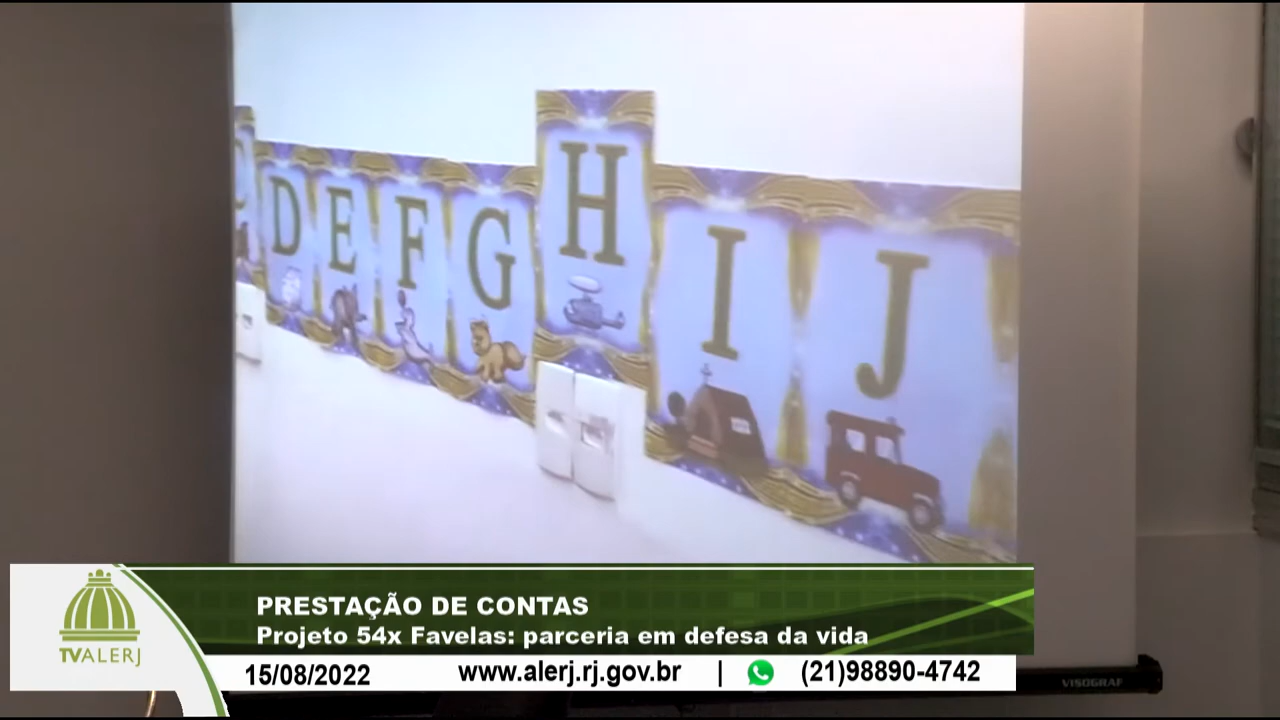 D E F G H I J
PRESTAÇÃO DE CONTAS
Projeto 54x Favelas: parceria em defesa da vida
TVALERJ
15/08/2022 www.alerj.rj.gov.br | (21)98890-4742
VISOGRAF